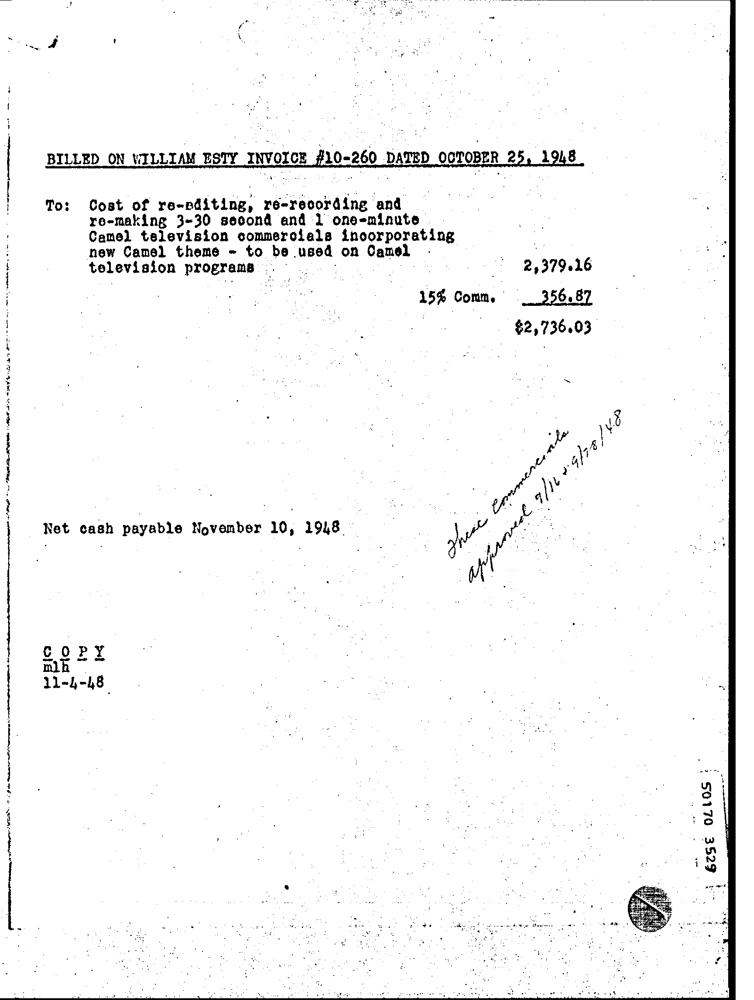 BILLED ON WILLIAM ESTY INVOICE #10-260 DATED OCTOBER 25, 1948
To: Cost of re-editing, re-recording and
re-making 3-30 second and 1 one-minute
Camel television commercials incorporating
new Camel theme - to be used on Camel
television programs 2,379.16
15% Comm. 356.87
$2,736.03
These commercials
approved 9/16 & 9/28/48
Net cash payable November 10, 1948
C O P Y
mlh
11-4-48
50170 3529